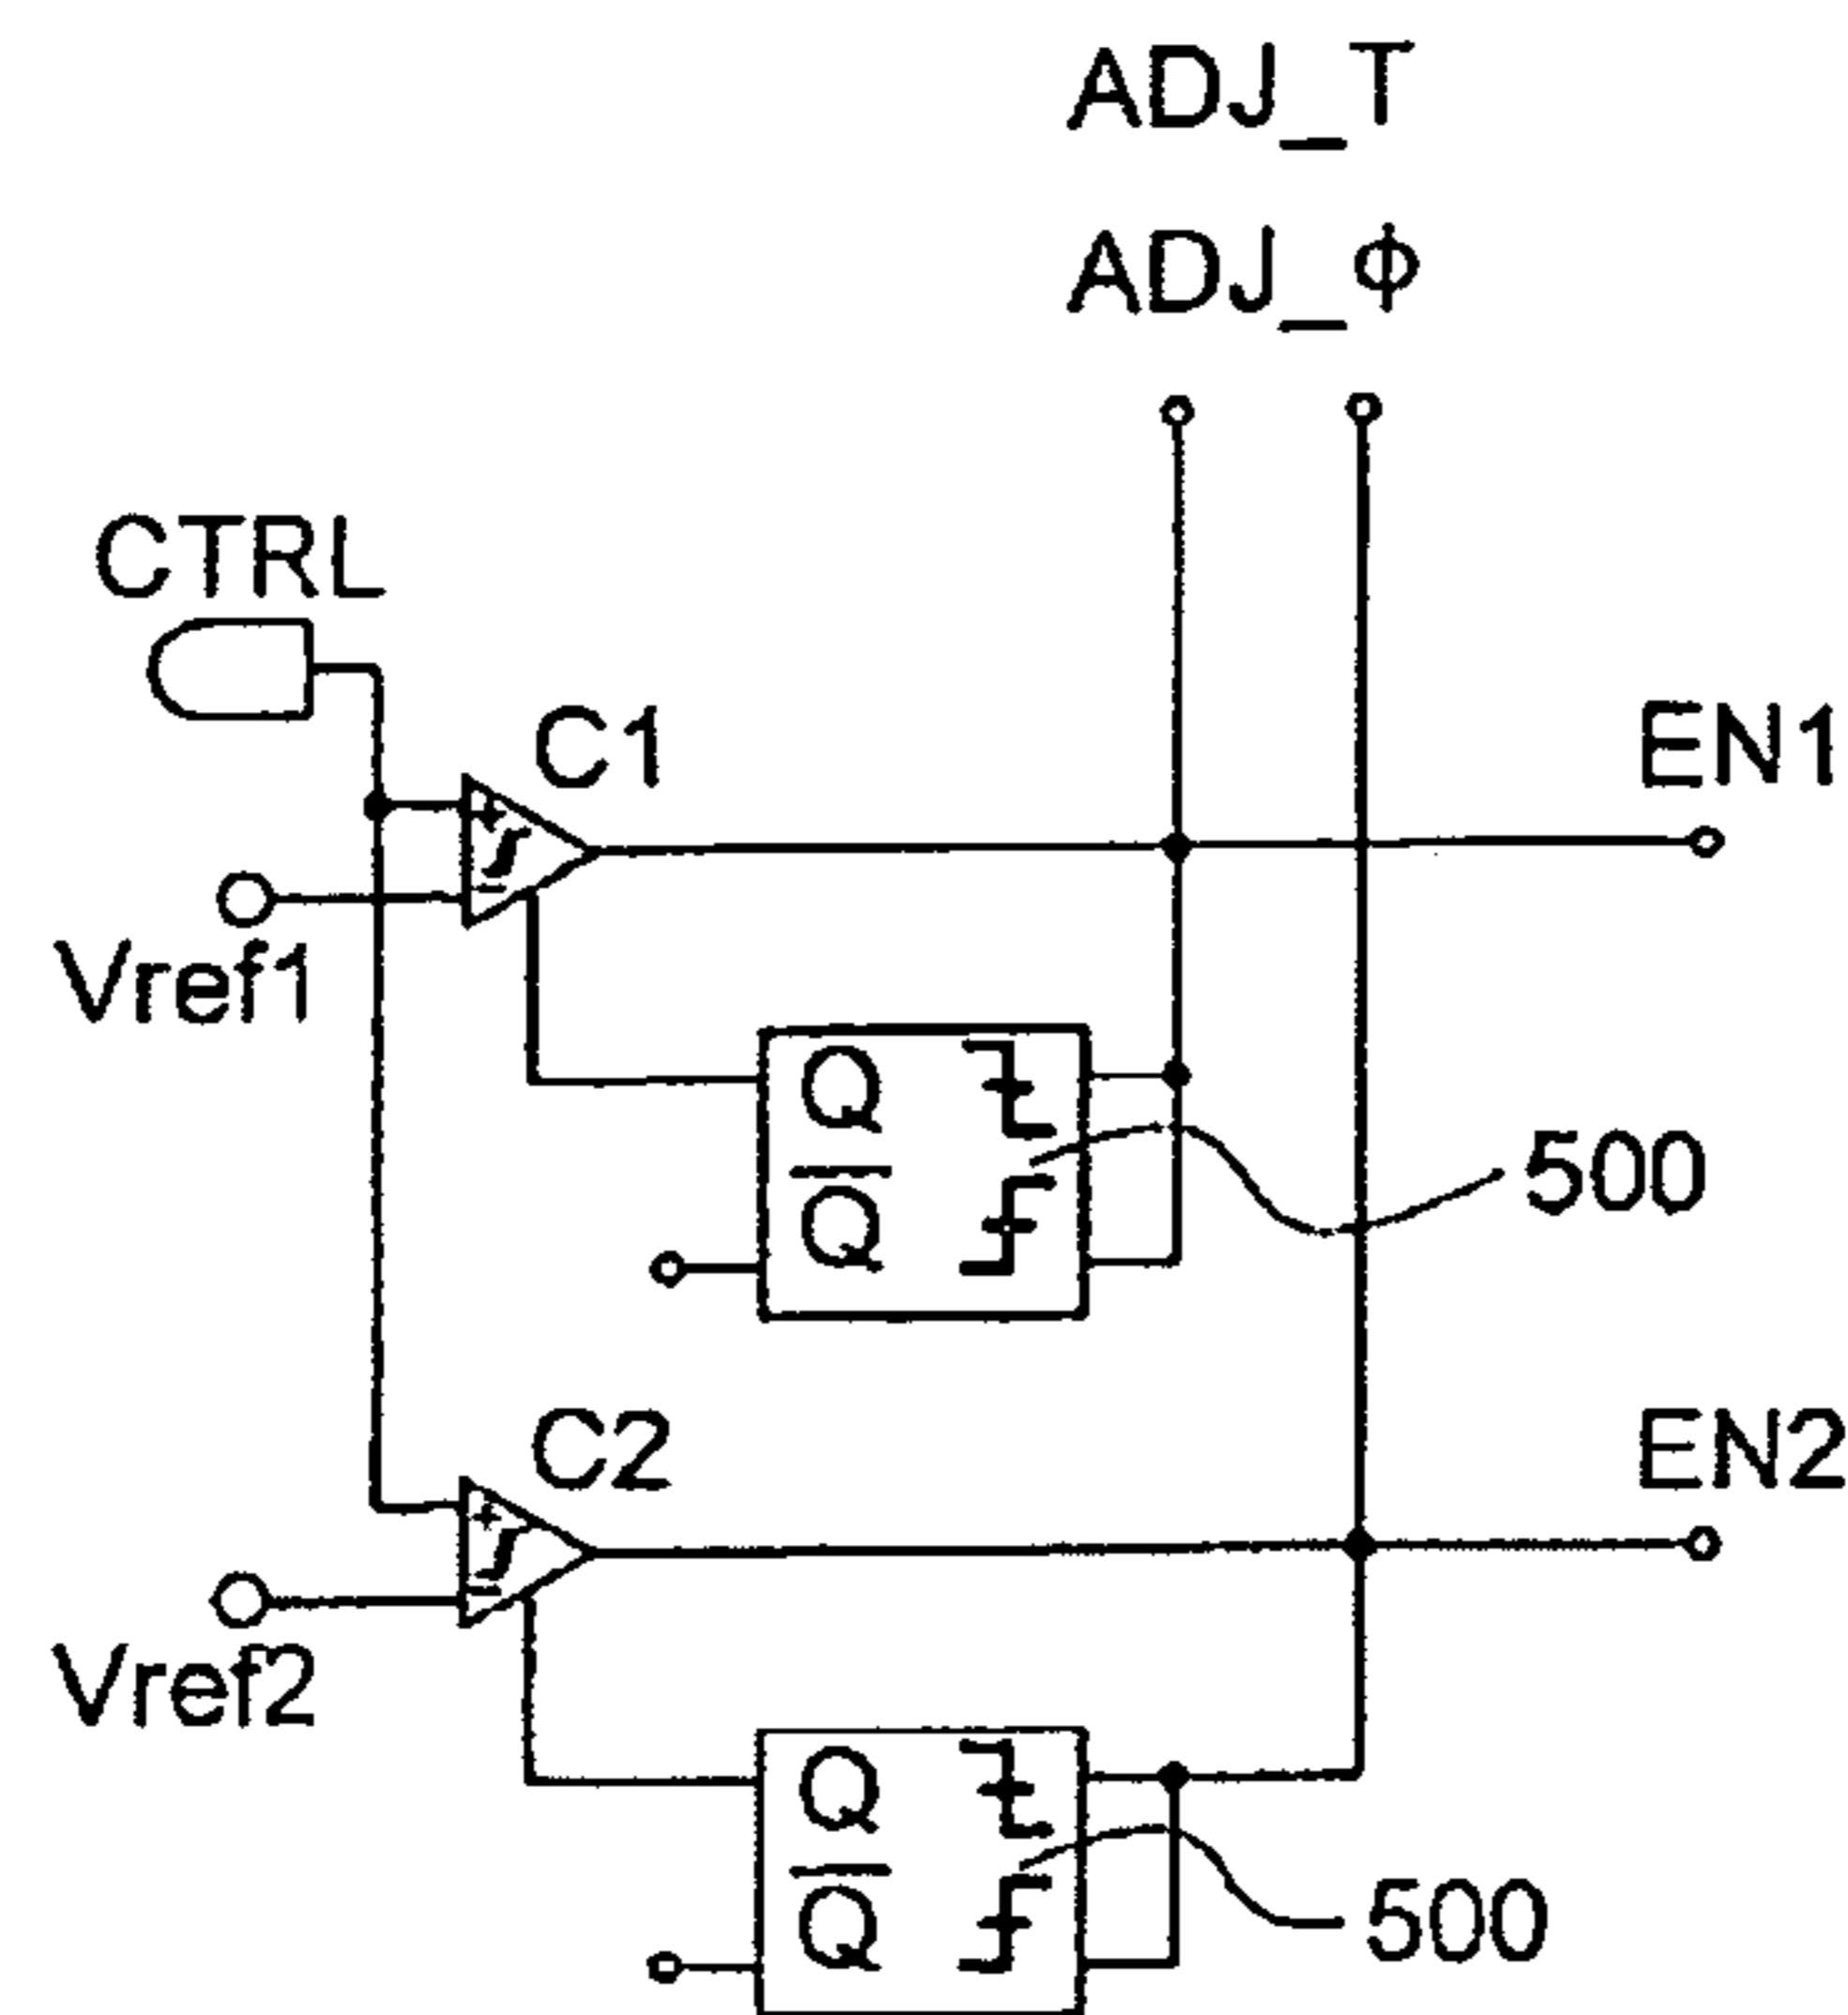 ADJ_T
ADJ_ϕ
CTRL
C1
EN1
+
−
Vref1
Q
Q̅
500
C2
EN2
+
−
Vref2
Q
Q̅
500